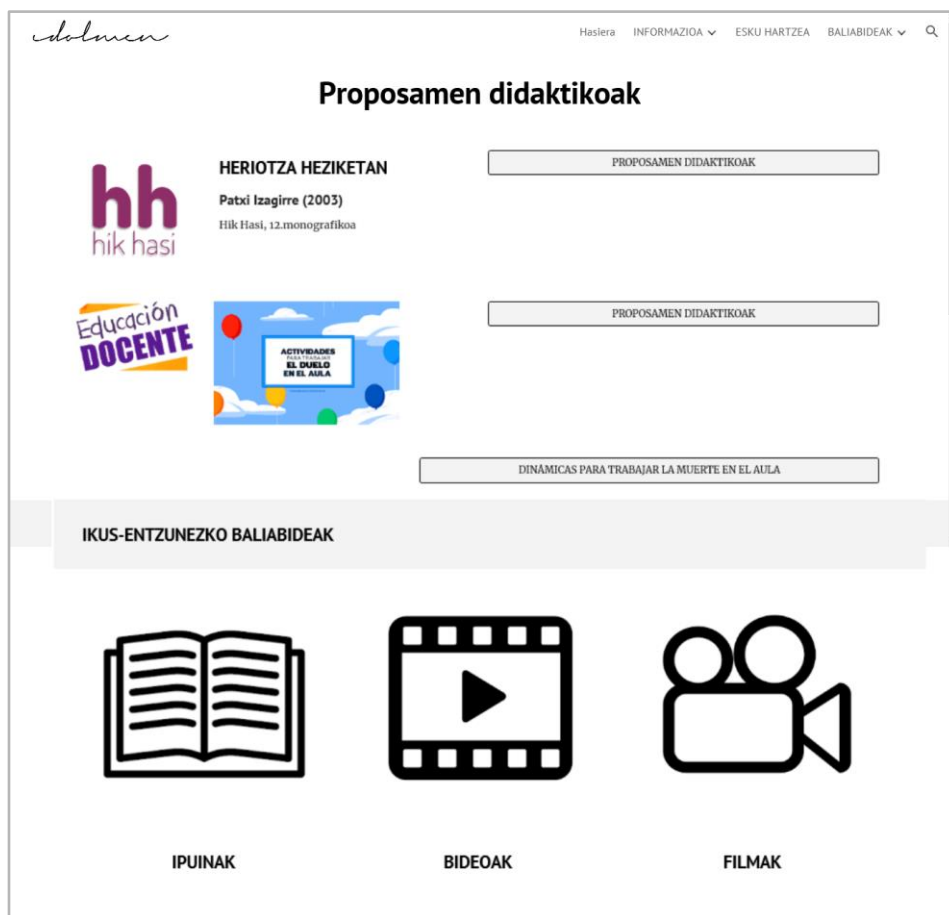 dolmen
Hasiera INFORMAZIOA ESKU HARTZEA BALIABIDEAK
Proposamen didaktikoak
hh
hik hasi
HERIOTZA HEZIKETAN
Patxi Izagirre (2003)
Hik Hasi, 12.monografikoa
PROPOSAMEN DIDAKTIKOAK
Educación
DOCENTE
ACTIVIDADES
PARA TRABAJAR
EL DUELO
EN EL AULA
PROPOSAMEN DIDAKTIKOAK
DINÁMICAS PARA TRABAJAR LA MUERTE EN EL AULA
IKUS-ENTZUNEZKO BALIABIDEAK
IPUINAK
BIDEOAK
FILMAK